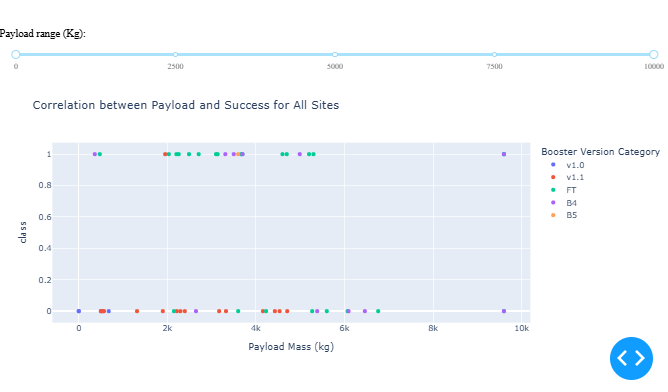 Payload range (Kg):
0 2500 5000 7500 10000
Correlation between Payload and Success for All Sites
Booster Version Category
v1.0
v1.1
FT
B4
B5
1
0.8
0.6
0.4
0.2
0
class
0 2k 4k 6k 8k 10k
Payload Mass (kg)